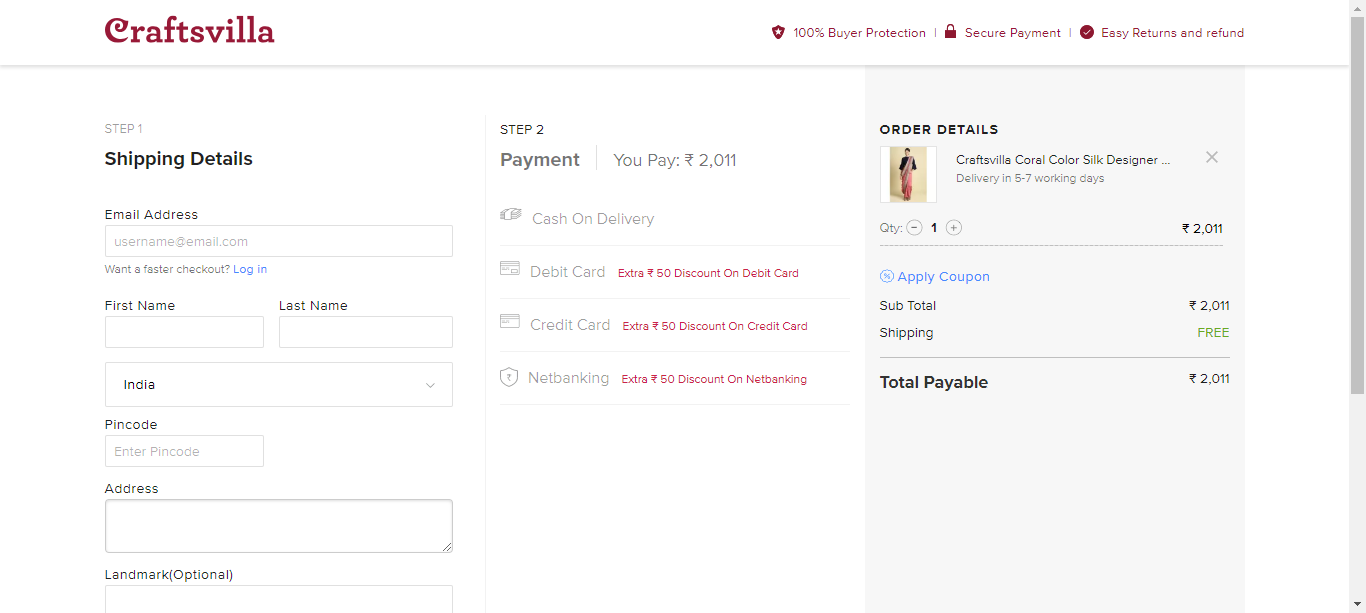 Craftsvilla
100% Buyer Protection | Secure Payment | Easy Returns and refund
STEP 1
Shipping Details
Email Address
username@email.com
Want a faster checkout? Log in
First Name Last Name
India
Pincode
Enter Pincode
Address
Landmark(Optional)
STEP 2
Payment You Pay: ₹ 2,011
Cash On Delivery
Debit Card Extra ₹ 50 Discount On Debit Card
Credit Card Extra ₹ 50 Discount On Credit Card
Netbanking Extra ₹ 50 Discount On Netbanking
ORDER DETAILS
Craftsvilla Coral Color Silk Designer ...
Delivery in 5-7 working days
Qty: 1 ₹ 2,011
Apply Coupon
Sub Total ₹ 2,011
Shipping FREE
Total Payable ₹ 2,011